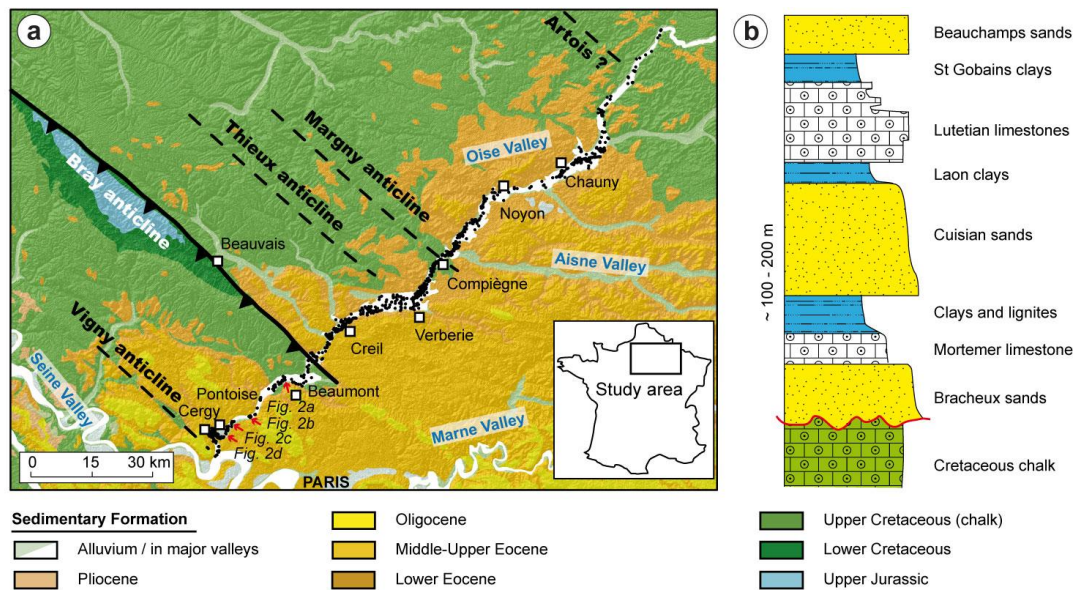 a
Artois ?
Margny anticline
Thieux anticline
Bray anticline
Vigny anticline
Oise Valley
Chauny
Noyon
Beauvais
Aisne Valley
Compiègne
Verberie
Creil
Seine Valley
Pontoise
Beaumont
Cergy
Fig. 2a
Fig. 2b
Fig. 2c
Fig. 2d
Marne Valley
Study area
0 15 30 km
PARIS
b
Beauchamps sands
St Gobains clays
Lutetian limestones
Laon clays
Cuisian sands
Clays and lignites
Mortemer limestone
Bracheux sands
Cretaceous chalk
~ 100 - 200 m
Sedimentary Formation
Alluvium / in major valleys
Pliocene
Oligocene
Middle-Upper Eocene
Lower Eocene
Upper Cretaceous (chalk)
Lower Cretaceous
Upper Jurassic